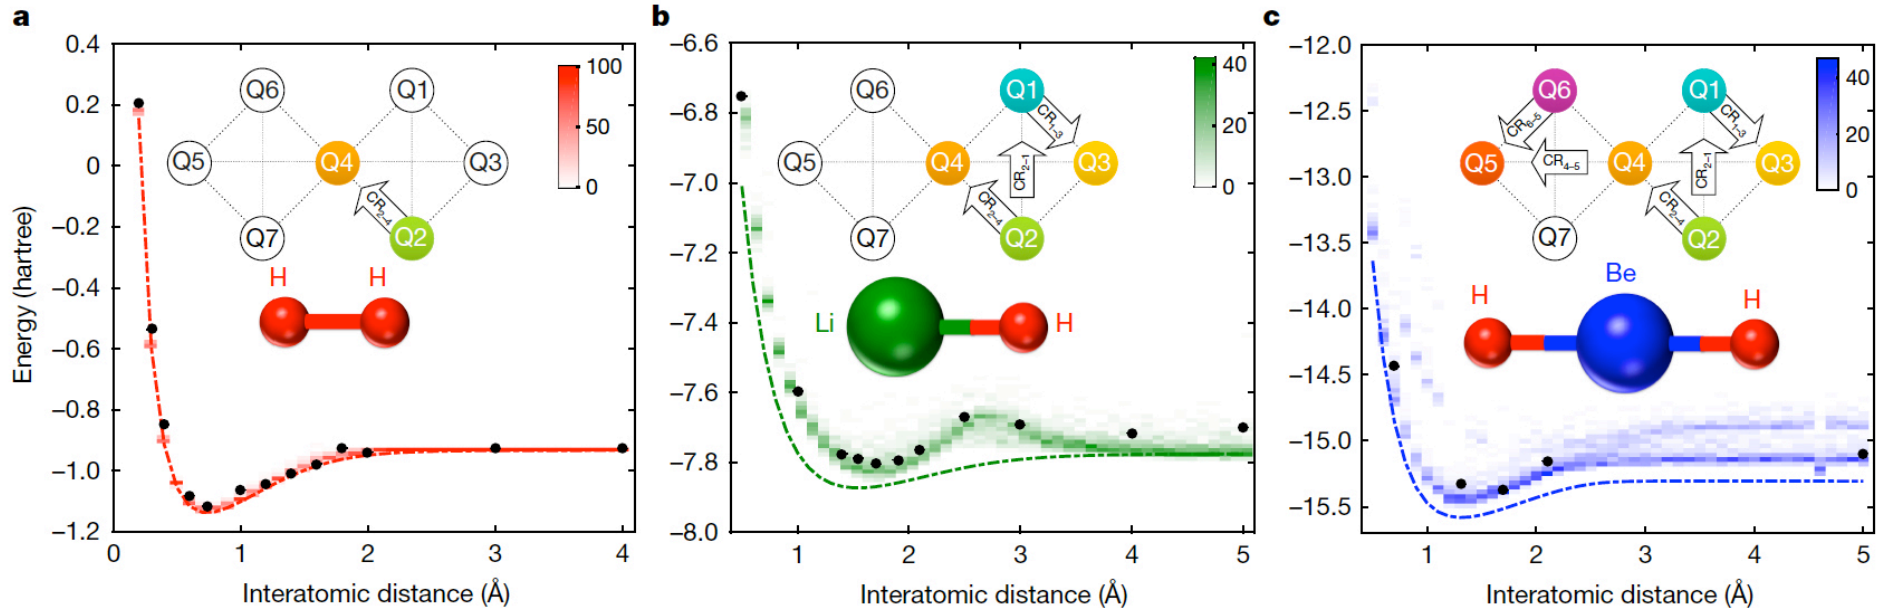 a
Energy (hartree)
0.4
0.2
0
−0.2
−0.4
−0.6
−0.8
−1.0
−1.2
0
1
2
3
4
Interatomic distance (Å)
Q6
Q1
Q5
Q4
Q3
Q7
Q2
CR2–4
H H
100
50
0
b
−6.6
−6.8
−7.0
−7.2
−7.4
−7.6
−7.8
−8.0
1
2
3
4
5
Interatomic distance (Å)
Q6
Q1
Q5
Q4
Q3
Q7
Q2
CR1–3
CR2–1
CR2–4
Li
H
40
20
0
c
−12.0
−12.5
−13.0
−13.5
−14.0
−14.5
−15.0
−15.5
1
2
3
4
5
Interatomic distance (Å)
Q6
Q1
Q5
Q4
Q3
Q7
Q2
CR6–5
CR1–3
CR4–5
CR2–1
CR2–4
H
Be
H
40
20
0